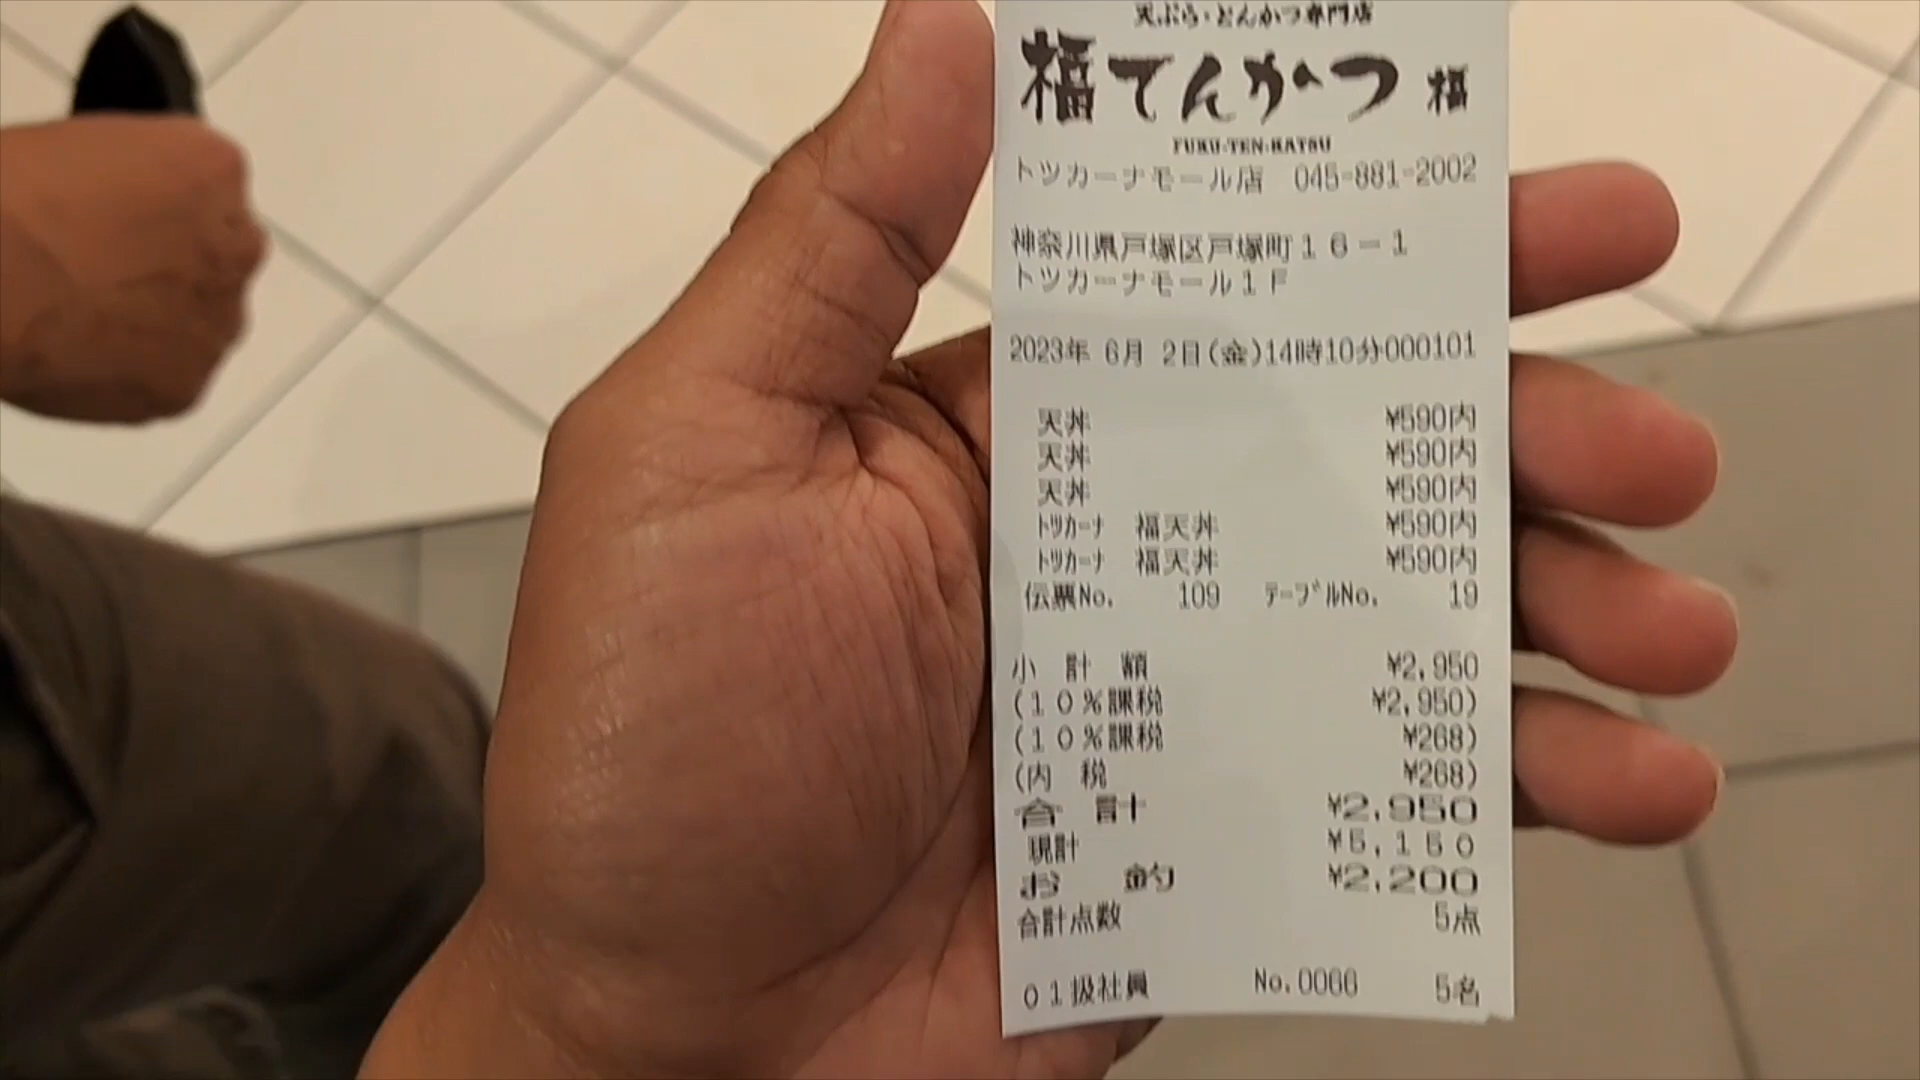 天ぷら・とんかつ専門店
福てんかつ 福
FUKU-TEN-KATSU
トツカーナモール店 045-881-2002
神奈川県戸塚区戸塚町16-1
トツカーナモール1F
2023年 6月 2日(金)14時10分000101
天丼 ¥590内
天丼 ¥590内
天丼 ¥590内
ﾄﾂｶｰﾅ 福天丼 ¥590内
ﾄﾂｶｰﾅ 福天丼 ¥590内
伝票No. 109 ﾃｰﾌﾞﾙNo. 19
小計額 ¥2,950
(10%課税 ¥2,950)
(10%課税 ¥268)
(内 税 ¥268)
合 計 ¥2,950
現計 ¥5,150
お 釣 ¥2,200
合計点数 5点
01扱社員 No.0066 5名